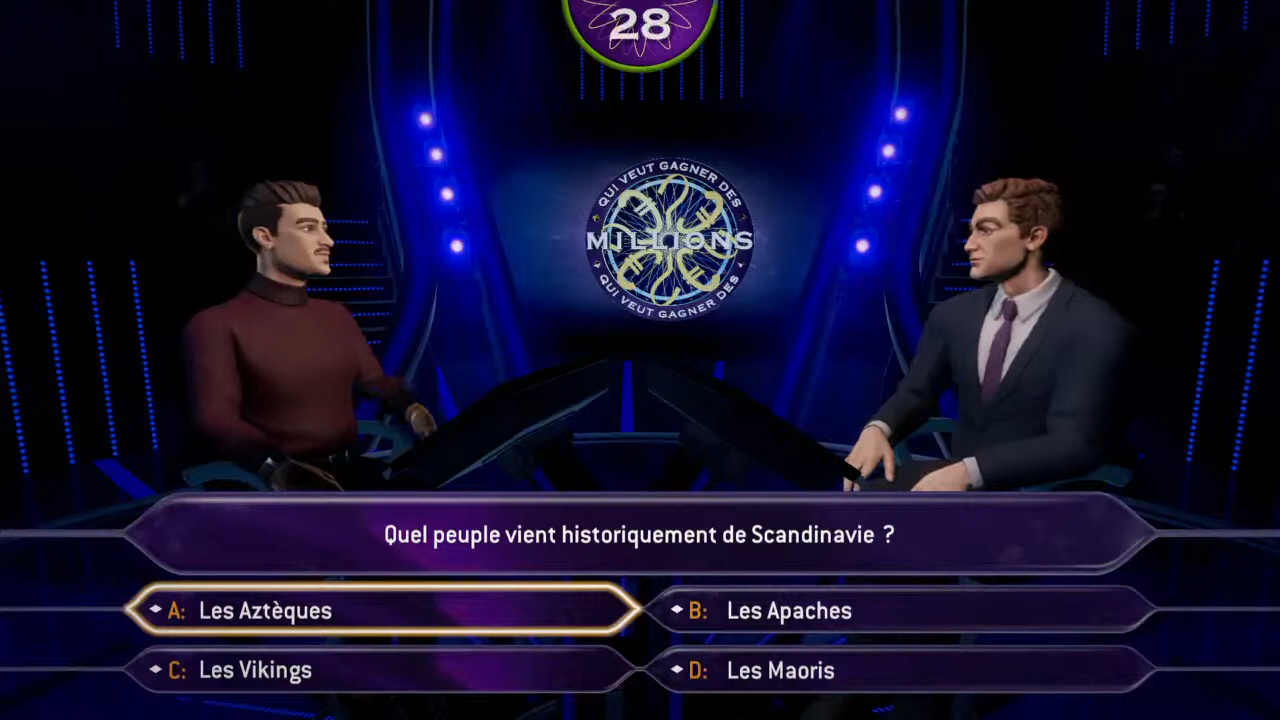 28
QUI VEUT GAGNER DES
MILLIONS
QUI VEUT GAGNER DES
Quel peuple vient historiquement de Scandinavie ?
A: Les Aztèques
B: Les Apaches
C: Les Vikings
D: Les Maoris